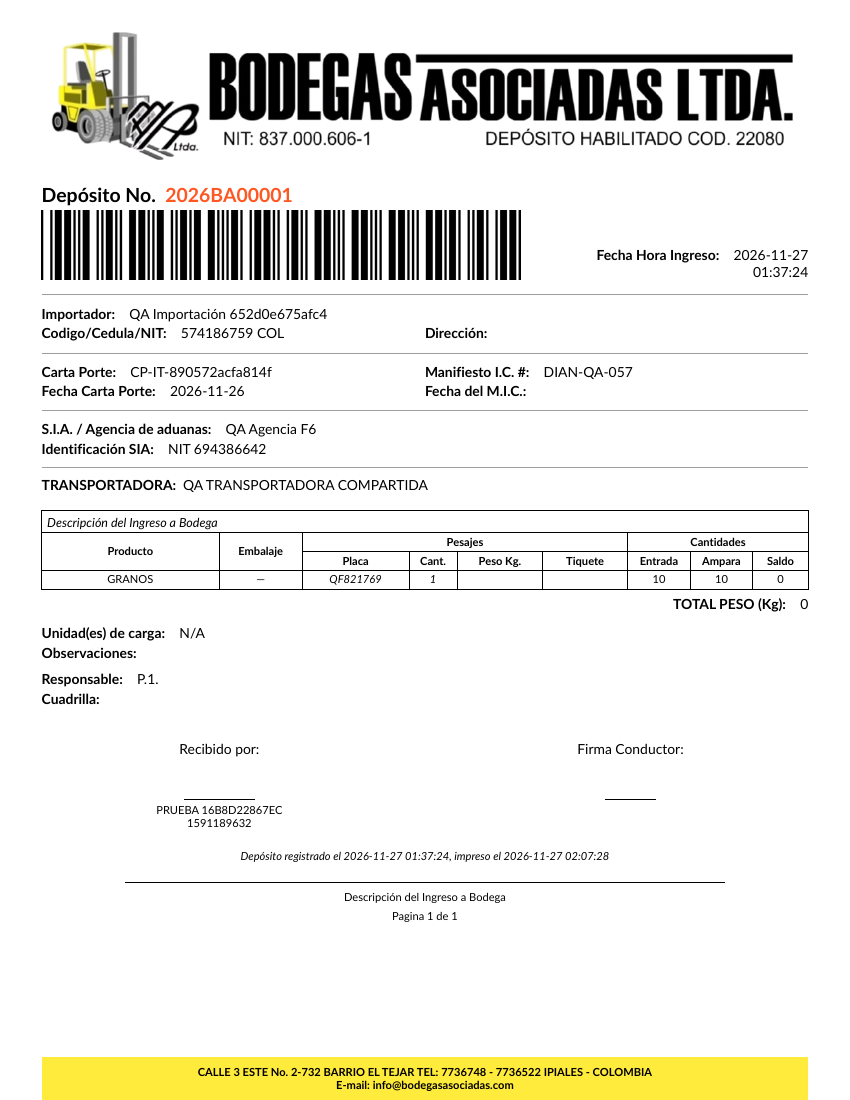 BODEGAS ASOCIADAS LTDA.
Ltda.
NIT: 837.000.606-1 DEPÓSITO HABILITADO COD. 22080
Depósito No. 2026BA00001
Fecha Hora Ingreso: 2026-11-27
01:37:24
Importador: QA Importación 652d0e675afc4
Codigo/Cedula/NIT: 574186759 COL Dirección:
Carta Porte: CP-IT-890572acfa814f Manifiesto I.C. #: DIAN-QA-057
Fecha Carta Porte: 2026-11-26 Fecha del M.I.C.:
S.I.A. / Agencia de aduanas: QA Agencia F6
Identificación SIA: NIT 694386642
TRANSPORTADORA: QA TRANSPORTADORA COMPARTIDA
Descripción del Ingreso a Bodega
Producto Embalaje Pesajes Cantidades
Placa Cant. Peso Kg. Tiquete Entrada Ampara Saldo
GRANOS — QF821769 1 10 10 0
TOTAL PESO (Kg): 0
Unidad(es) de carga: N/A
Observaciones:
Responsable: P.1.
Cuadrilla:
Recibido por: Firma Conductor:
PRUEBA 16B8D22867EC
1591189632
Depósito registrado el 2026-11-27 01:37:24, impreso el 2026-11-27 02:07:28
Descripción del Ingreso a Bodega
Pagina 1 de 1
CALLE 3 ESTE No. 2-732 BARRIO EL TEJAR TEL: 7736748 - 7736522 IPIALES - COLOMBIA
E-mail: info@bodegasasociadas.com